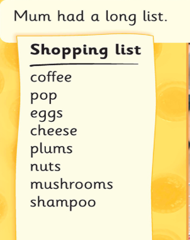 Mum had a long list.
Shopping list
coffee
pop
eggs
cheese
plums
nuts
mushrooms
shampoo